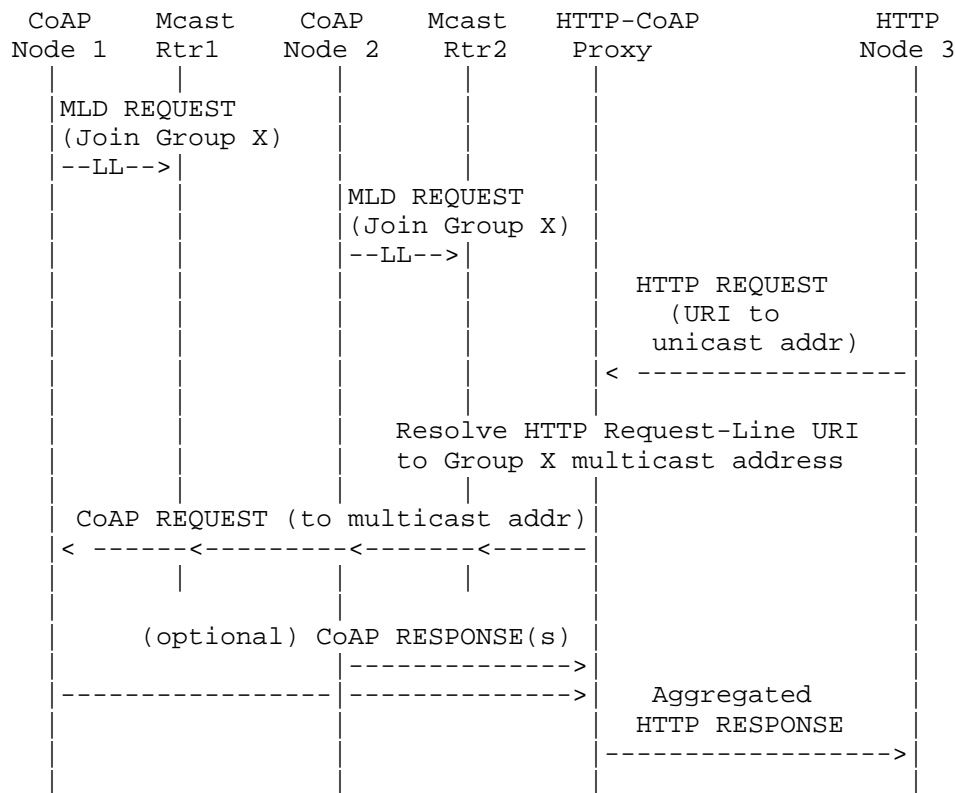 CoAP Mcast CoAP Mcast HTTP-CoAP HTTP
Node 1 Rtr1 Node 2 Rtr2 Proxy Node 3
MLD REQUEST
(Join Group X)
--LL-->
MLD REQUEST
(Join Group X)
--LL-->
HTTP REQUEST
(URI to
unicast addr)
< -----------------
Resolve HTTP Request-Line URI
to Group X multicast address
CoAP REQUEST (to multicast addr)
< ------<---------<-------<------
(optional) CoAP RESPONSE(s)
-------------->
-----------------|--------------> Aggregated
HTTP RESPONSE
------------------>